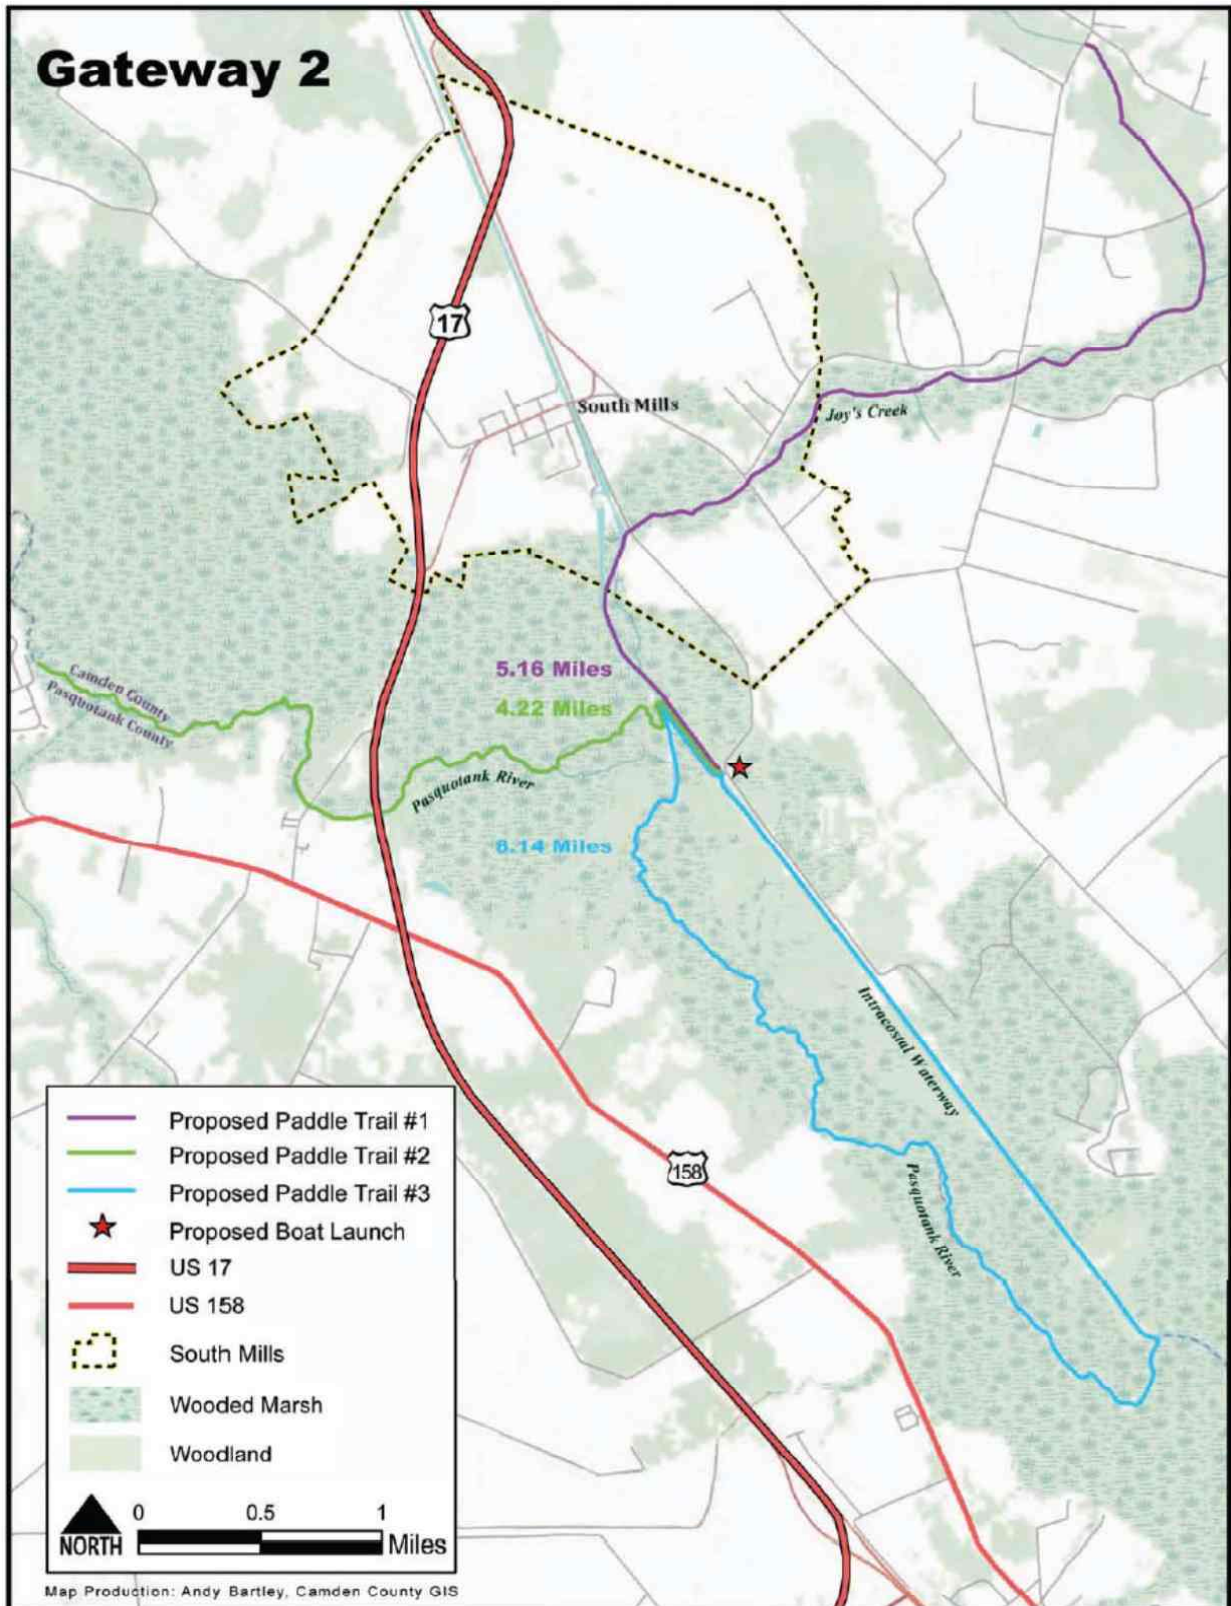 Gateway 2
17
South Mills
Joy's Creek
5.16 Miles
4.22 Miles
Camden County
Pasquotank County
Pasquotank River
8.14 Miles
Intracostal Waterway
158
Pasquotank River
Proposed Paddle Trail #1
Proposed Paddle Trail #2
Proposed Paddle Trail #3
Proposed Boat Launch
US 17
US 158
South Mills
Wooded Marsh
Woodland
0 0.5 1
NORTH Miles
Map Production: Andy Bartley, Camden County GIS